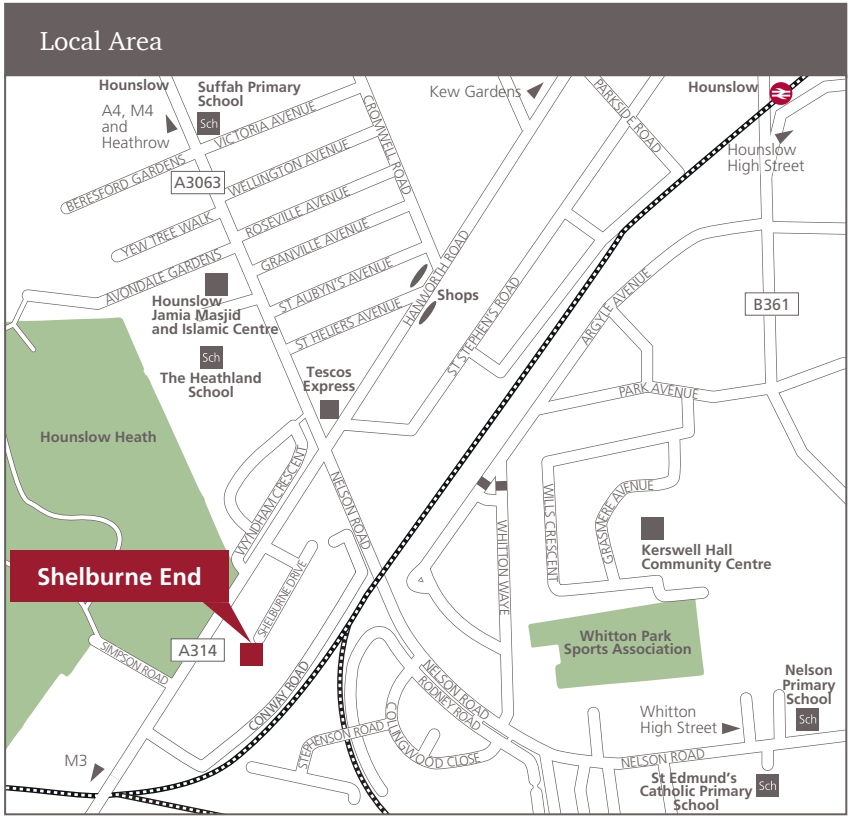 Local Area
Hounslow
A4, M4
and
Heathrow
Suffah Primary
School
Sch
VICTORIA AVENUE
CROMWELL ROAD
Kew Gardens
PARKSIDE ROAD
Hounslow
Hounslow
High Street
BERESFORD GARDENS
A3063
WELLINGTON AVENUE
YEW TREE WALK
ROSEVILLE AVENUE
GRANVILLE AVENUE
AVONDALE GARDENS
ST AUBYN'S AVENUE
HANWORTH ROAD
Shops
ST STEPHEN'S ROAD
ARGYLE AVENUE
B361
Hounslow
Jamia Masjid
and Islamic Centre
ST HELIERS AVENUE
Sch
The Heathland
School
Tescos
Express
PARK AVENUE
Hounslow Heath
WYNDHAM CRESCENT
NELSON ROAD
WHITTON WAYE
WILLS CRESCENT
GRASMERE AVENUE
Kerswell Hall
Community Centre
Shelburne End
SHELBURNE DRIVE
Whitton Park
Sports Association
SIMPSON ROAD
A314
CONWAY ROAD
NELSON ROAD
RODNEY ROAD
Nelson
Primary
School
Sch
Whitton
High Street
STEPHENSON ROAD
COLLINGWOOD CLOSE
M3
NELSON ROAD
St Edmund's
Catholic Primary
School
Sch